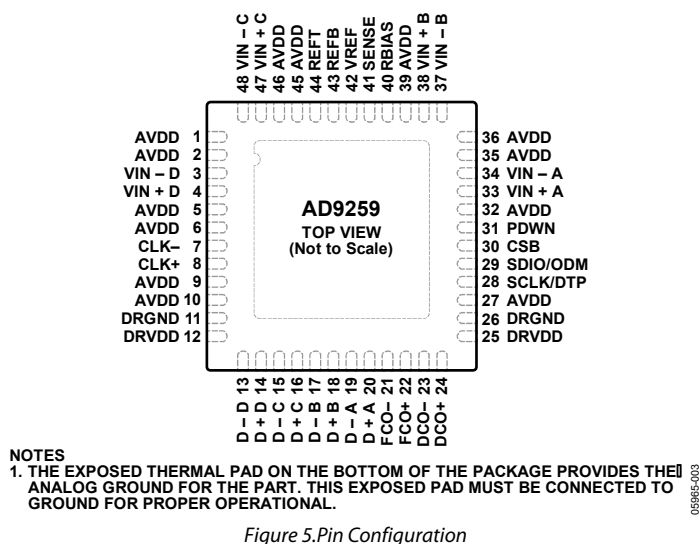 48 VIN – C
47 VIN + C
46 AVDD
45 AVDD
44 REFT
43 REFB
42 VREF
41 SENSE
40 RBIAS
39 AVDD
38 VIN + B
37 VIN – B
AVDD 1
AVDD 2
VIN – D 3
VIN + D 4
AVDD 5
AVDD 6
CLK– 7
CLK+ 8
AVDD 9
AVDD 10
DRGND 11
DRVDD 12
AD9259
TOP VIEW
(Not to Scale)
36 AVDD
35 AVDD
34 VIN – A
33 VIN + A
32 AVDD
31 PDWN
30 CSB
29 SDIO/ODM
28 SCLK/DTP
27 AVDD
26 DRGND
25 DRVDD
D – D 13
D + D 14
D – C 15
D + C 16
D – B 17
D + B 18
D – A 19
D + A 20
FCO– 21
FCO+ 22
DCO– 23
DCO+ 24
NOTES
1. THE EXPOSED THERMAL PAD ON THE BOTTOM OF THE PACKAGE PROVIDES THE
ANALOG GROUND FOR THE PART. THIS EXPOSED PAD MUST BE CONNECTED TO
GROUND FOR PROPER OPERATIONAL.
05965-003
Figure 5.Pin Configuration